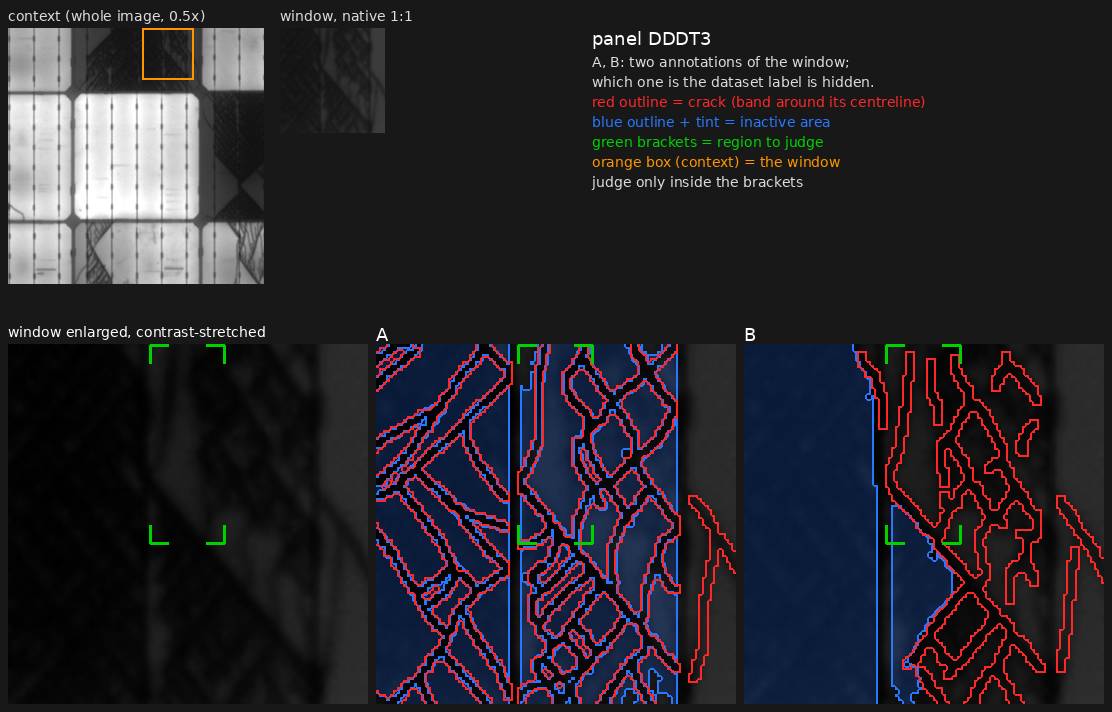 context (whole image, 0.5x)
window, native 1:1
panel DDDT3
A, B: two annotations of the window;
which one is the dataset label is hidden.
red outline = crack (band around its centreline)
blue outline + tint = inactive area
green brackets = region to judge
orange box (context) = the window
judge only inside the brackets
window enlarged, contrast-stretched
A
B